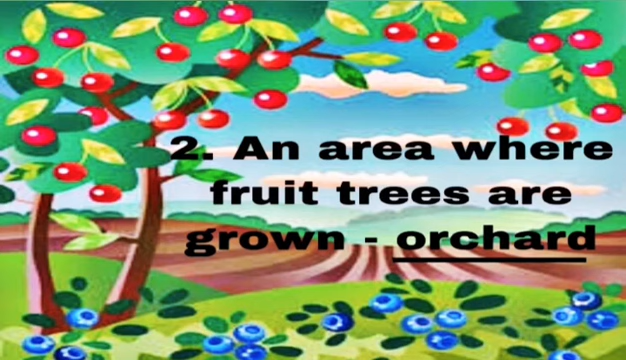 2. An area where
fruit trees are
grown - orchard